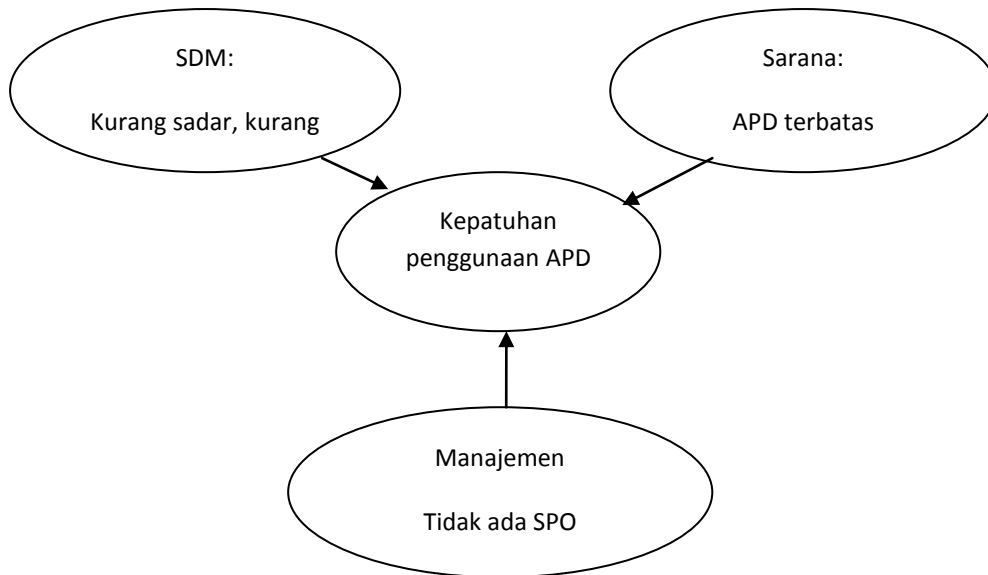 SDM:
Kurang sadar, kurang
Sarana:
APD terbatas
Kepatuhan
penggunaan APD
Manajemen
Tidak ada SPO